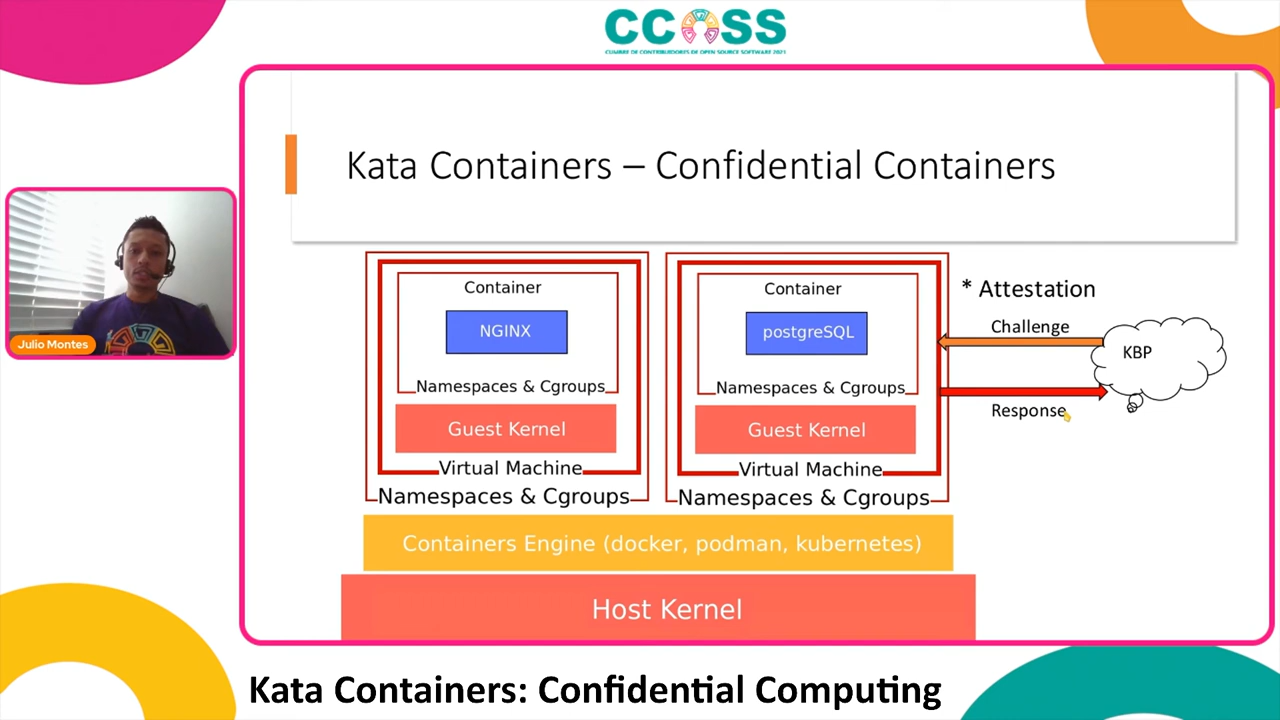 CCOSS
CUMBRE DE CONTRIBUIDORES DE OPEN SOURCE SOFTWARE 2021
Kata Containers – Confidential Containers
Julio Montes
Container
NGINX
Namespaces & Cgroups
Guest Kernel
Virtual Machine
Namespaces & Cgroups
Container
postgreSQL
Namespaces & Cgroups
Guest Kernel
Virtual Machine
Namespaces & Cgroups
* Attestation
Challenge
KBP
Response
Containers Engine (docker, podman, kubernetes)
Host Kernel
Kata Containers: Confidential Computing